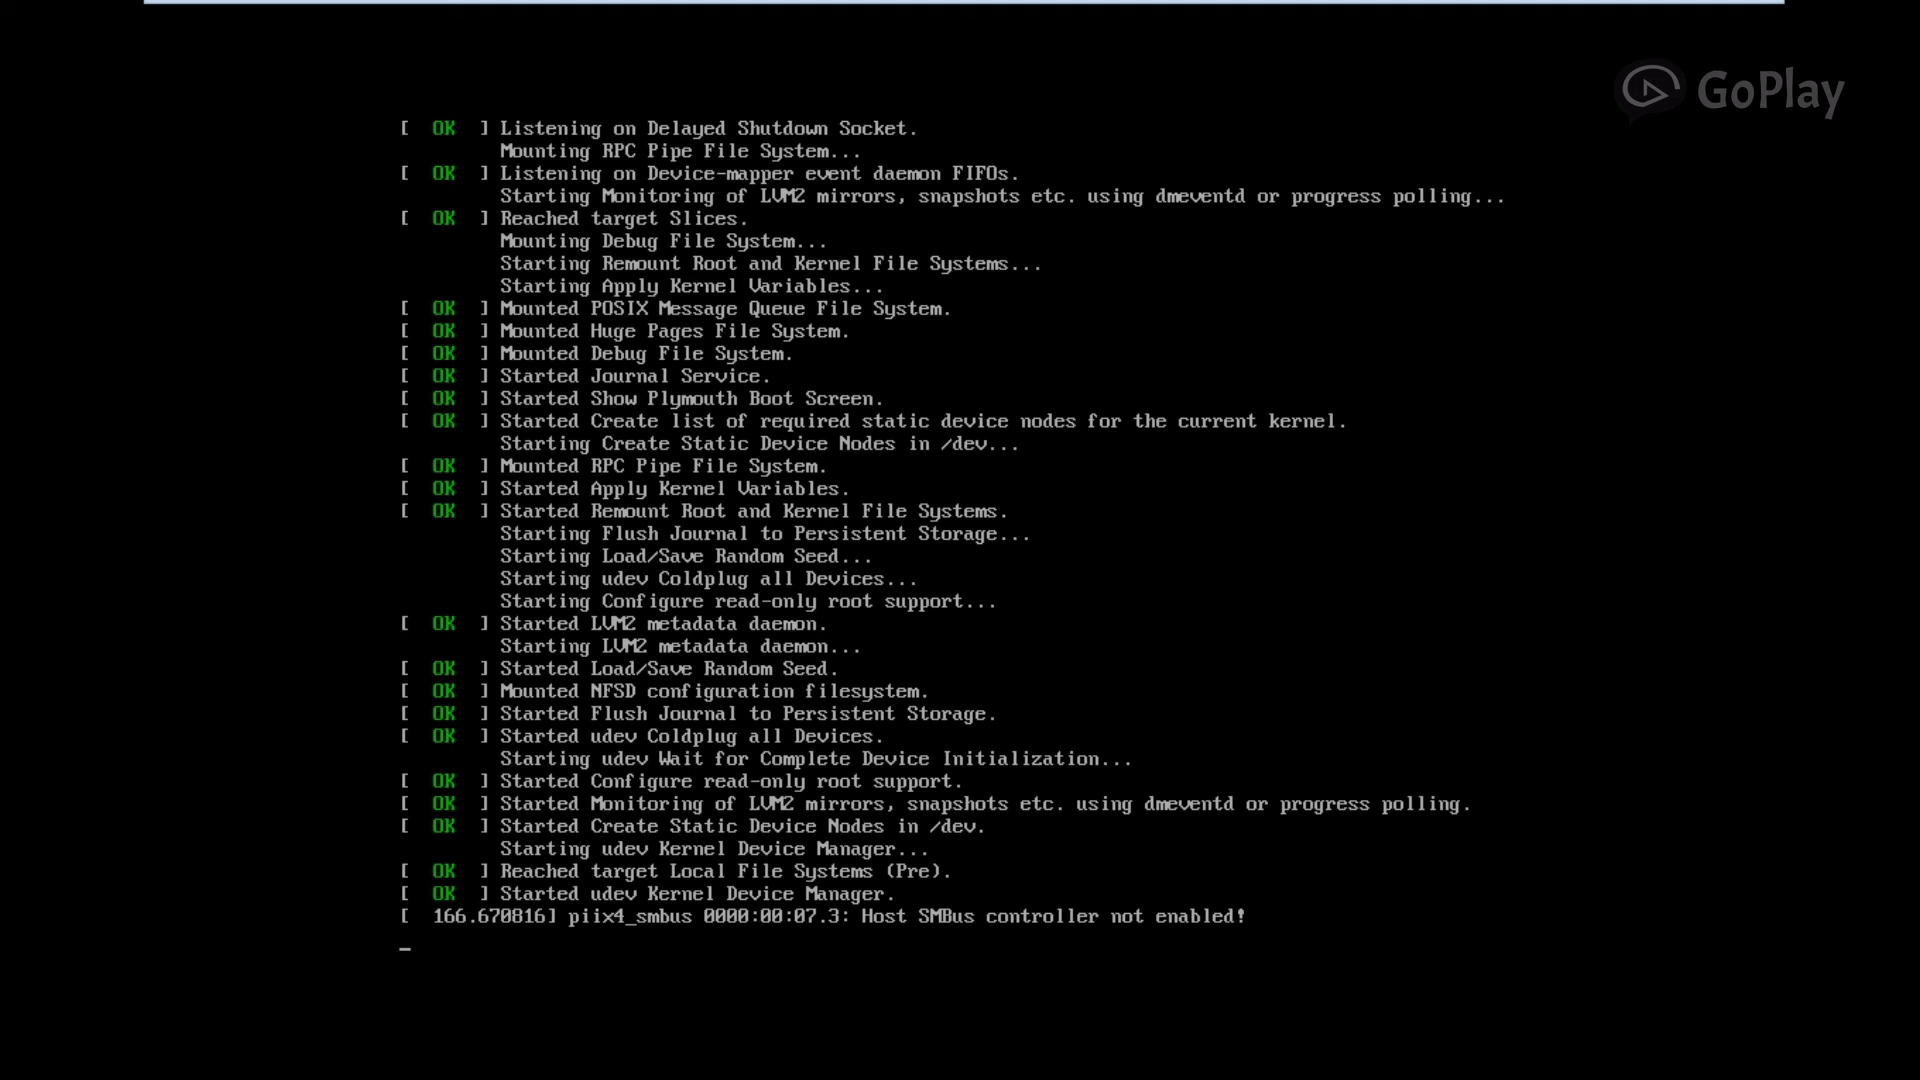 GoPlay
[  OK  ] Listening on Delayed Shutdown Socket.
Mounting RPC Pipe File System...
[  OK  ] Listening on Device-mapper event daemon FIFOs.
Starting Monitoring of LVM2 mirrors, snapshots etc. using dmeventd or progress polling...
[  OK  ] Reached target Slices.
Mounting Debug File System...
Starting Remount Root and Kernel File Systems...
Starting Apply Kernel Variables...
[  OK  ] Mounted POSIX Message Queue File System.
[  OK  ] Mounted Huge Pages File System.
[  OK  ] Mounted Debug File System.
[  OK  ] Started Journal Service.
[  OK  ] Started Show Plymouth Boot Screen.
[  OK  ] Started Create list of required static device nodes for the current kernel.
Starting Create Static Device Nodes in /dev...
[  OK  ] Mounted RPC Pipe File System.
[  OK  ] Started Apply Kernel Variables.
[  OK  ] Started Remount Root and Kernel File Systems.
Starting Flush Journal to Persistent Storage...
Starting Load/Save Random Seed...
Starting udev Coldplug all Devices...
Starting Configure read-only root support...
[  OK  ] Started LVM2 metadata daemon.
Starting LVM2 metadata daemon...
[  OK  ] Started Load/Save Random Seed.
[  OK  ] Mounted NFSD configuration filesystem.
[  OK  ] Started Flush Journal to Persistent Storage.
[  OK  ] Started udev Coldplug all Devices.
Starting udev Wait for Complete Device Initialization...
[  OK  ] Started Configure read-only root support.
[  OK  ] Started Monitoring of LVM2 mirrors, snapshots etc. using dmeventd or progress polling.
[  OK  ] Started Create Static Device Nodes in /dev.
Starting udev Kernel Device Manager...
[  OK  ] Reached target Local File Systems (Pre).
[  OK  ] Started udev Kernel Device Manager.
[  166.670816] piix4_smbus 0000:00:07.3: Host SMBus controller not enabled!
_